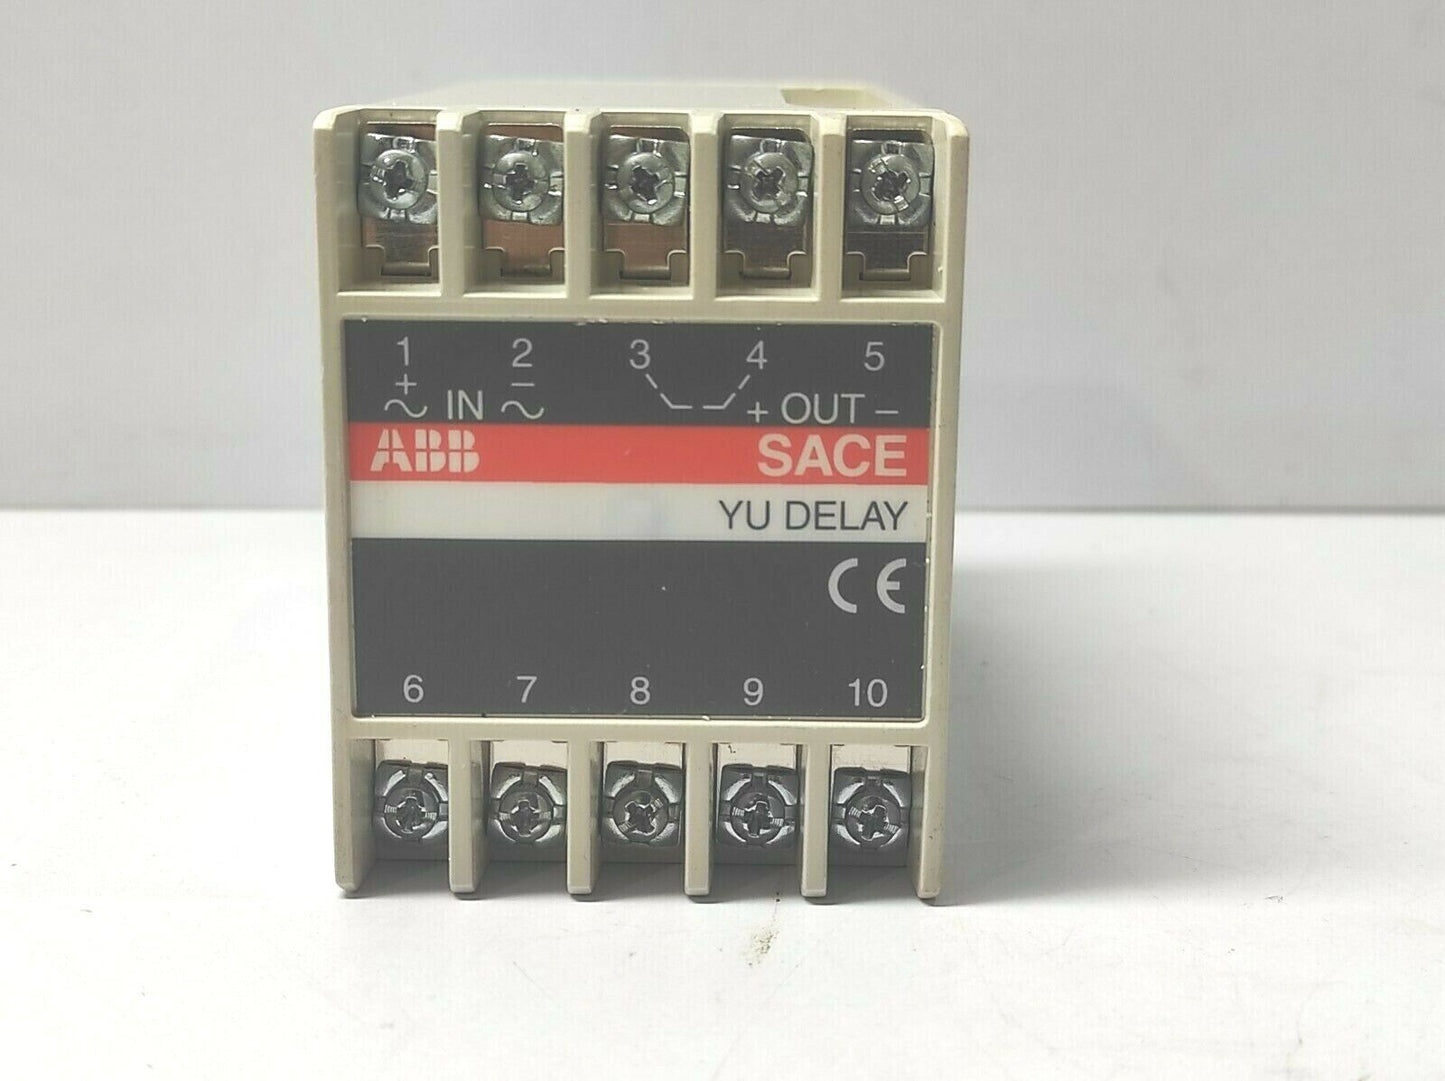 1 2 3 4 5
+ −
~ IN ~ + OUT −
ABB SACE
YU DELAY
CE
6 7 8 9 10